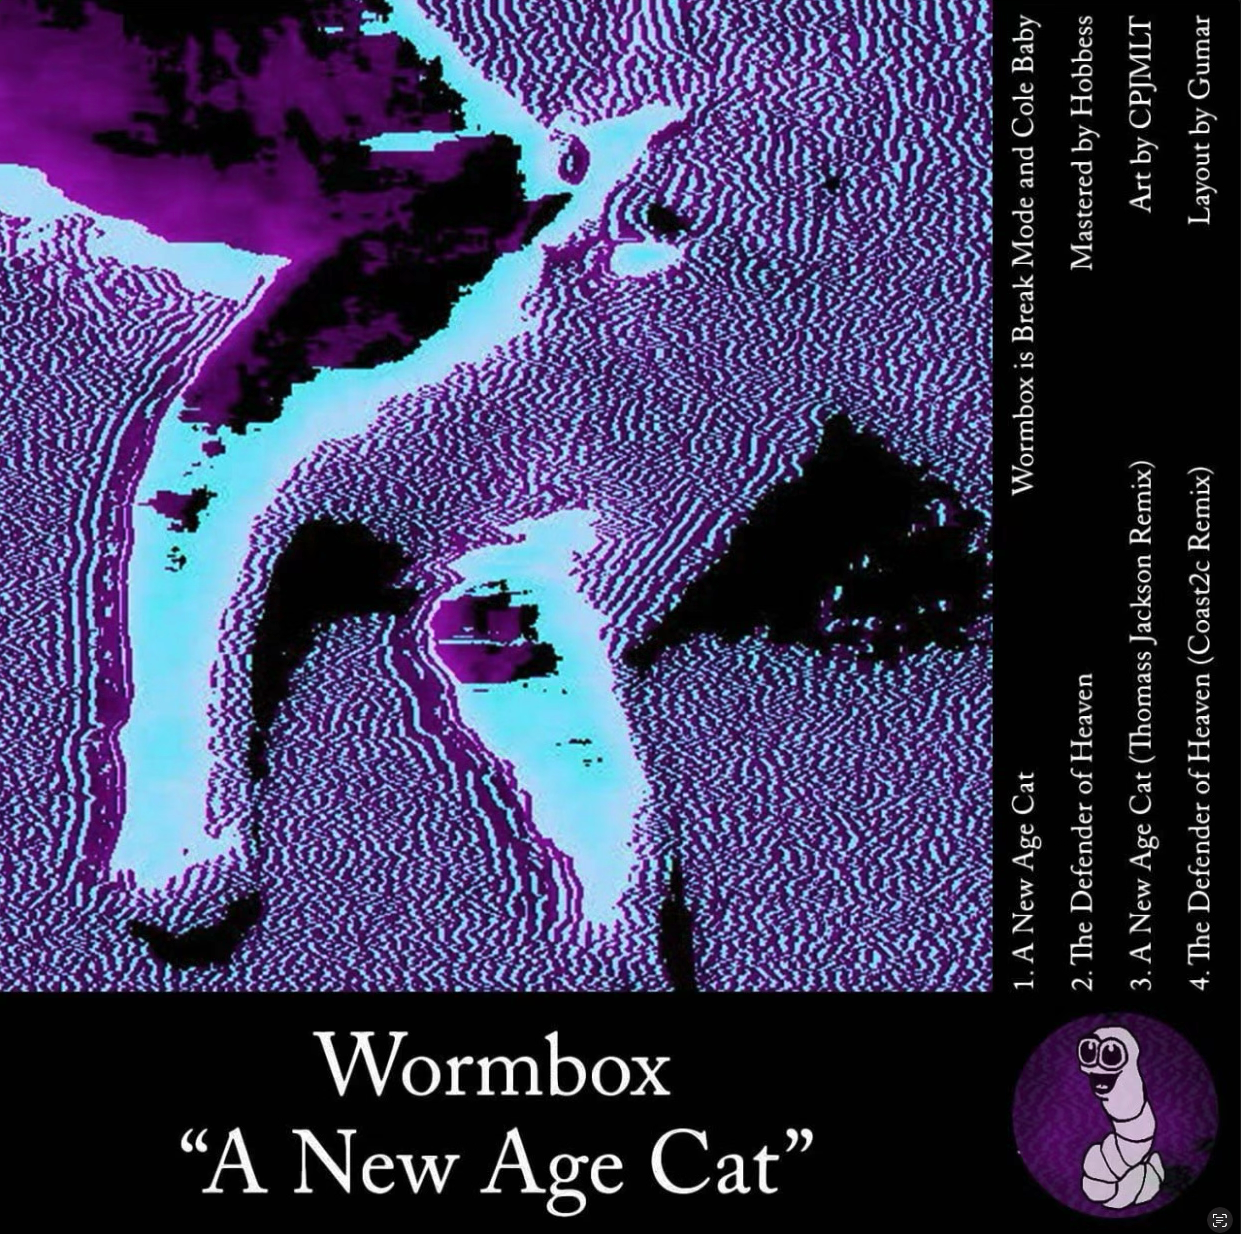 Wormbox is Break Mode and Cole Baby
Mastered by Hobbess
Art by CPJMLT
Layout by Gumar
1. A New Age Cat
2. The Defender of Heaven
3. A New Age Cat (Thomass Jackson Remix)
4. The Defender of Heaven (Coast2c Remix)
Wormbox
“A New Age Cat”